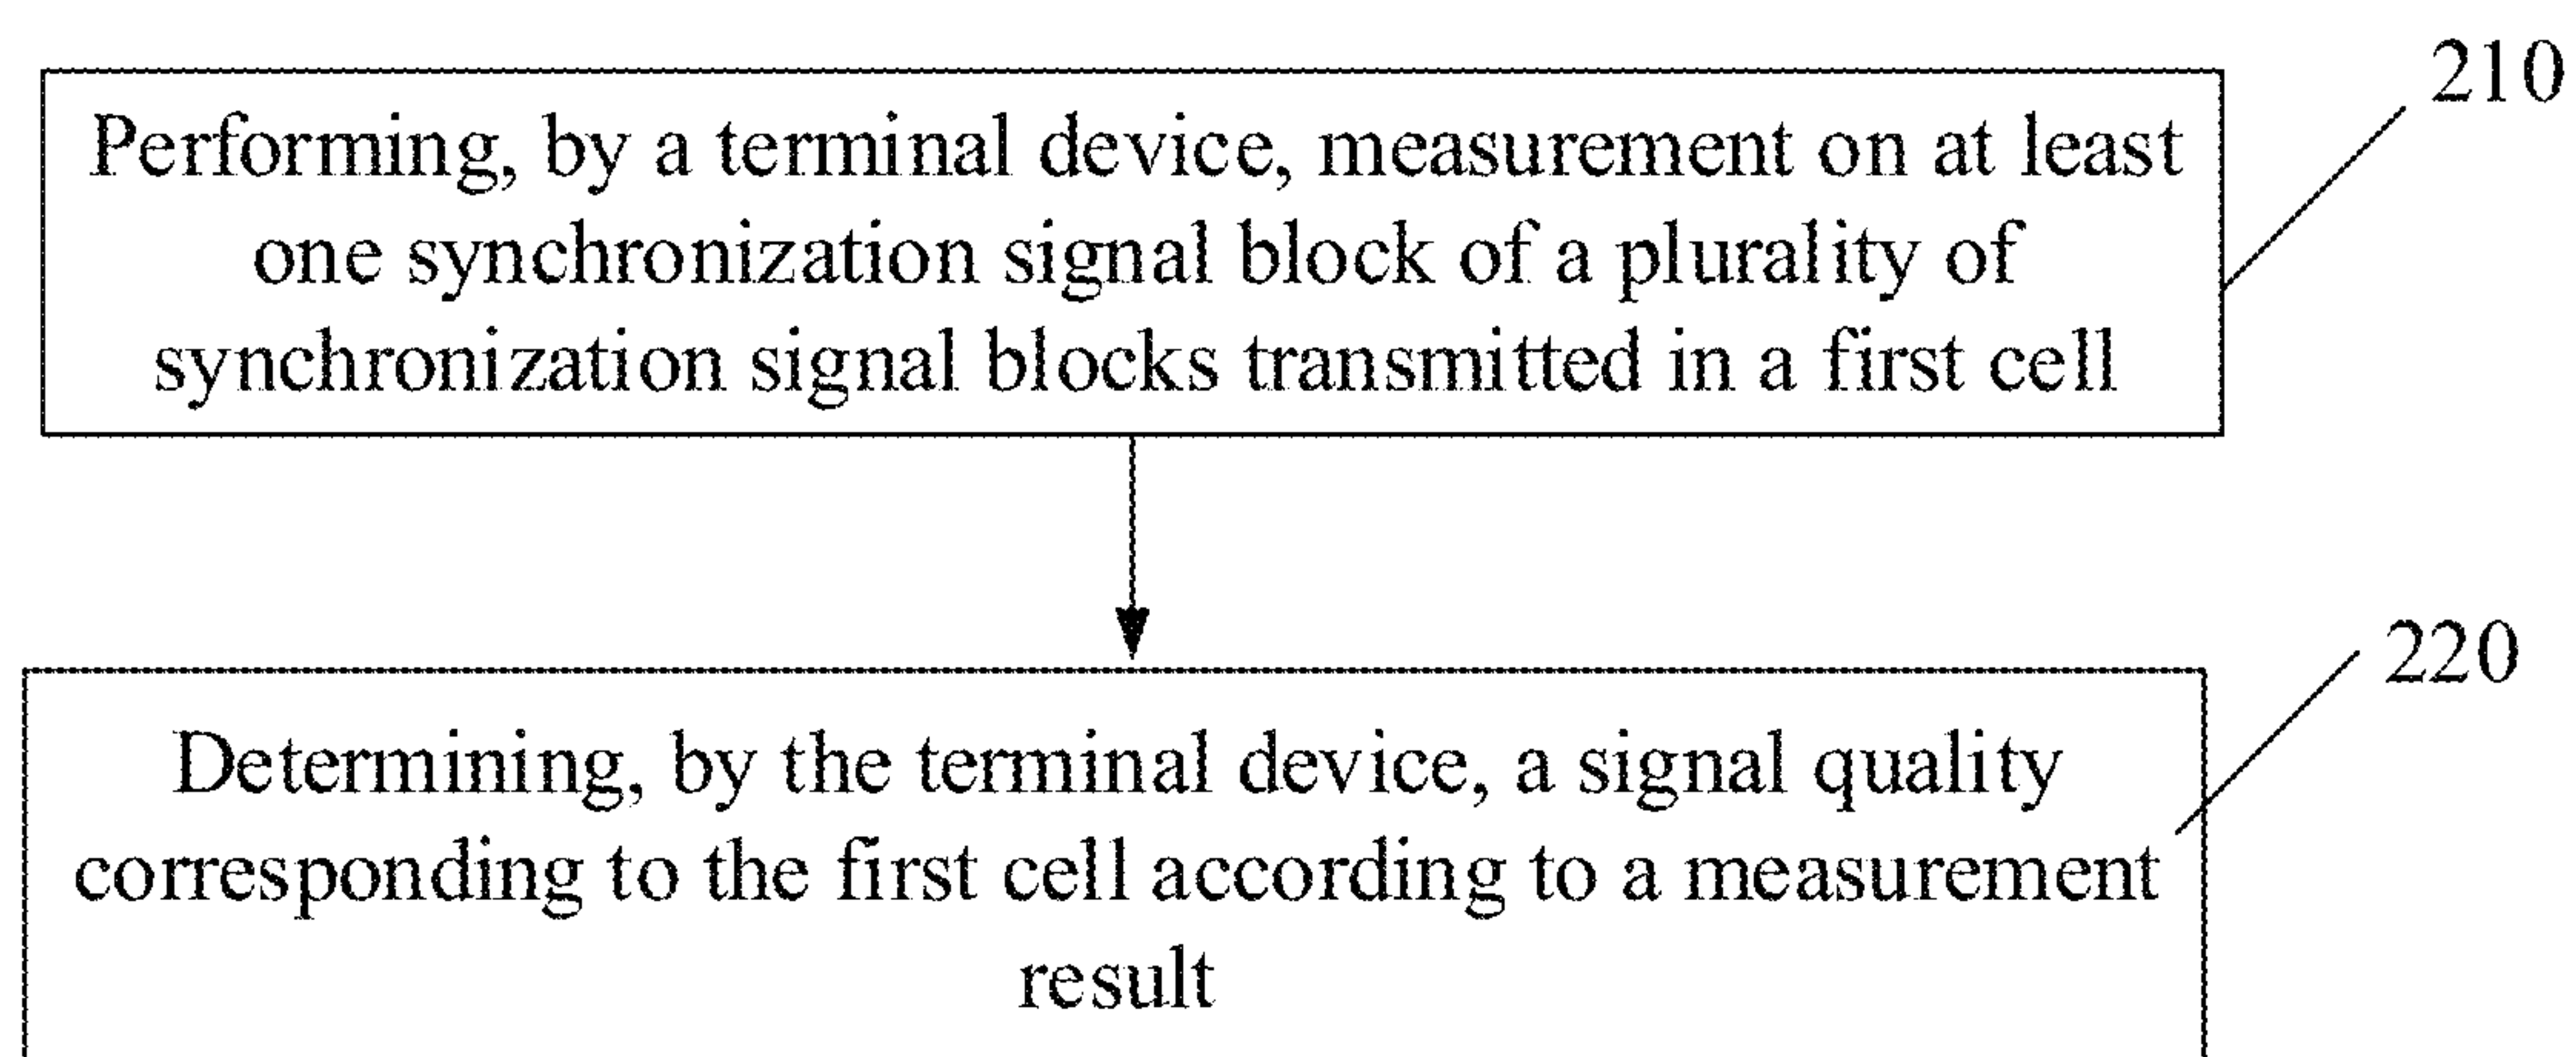 210
Performing, by a terminal device, measurement on at least
one synchronization signal block of a plurality of
synchronization signal blocks transmitted in a first cell
220
Determining, by the terminal device, a signal quality
corresponding to the first cell according to a measurement
result